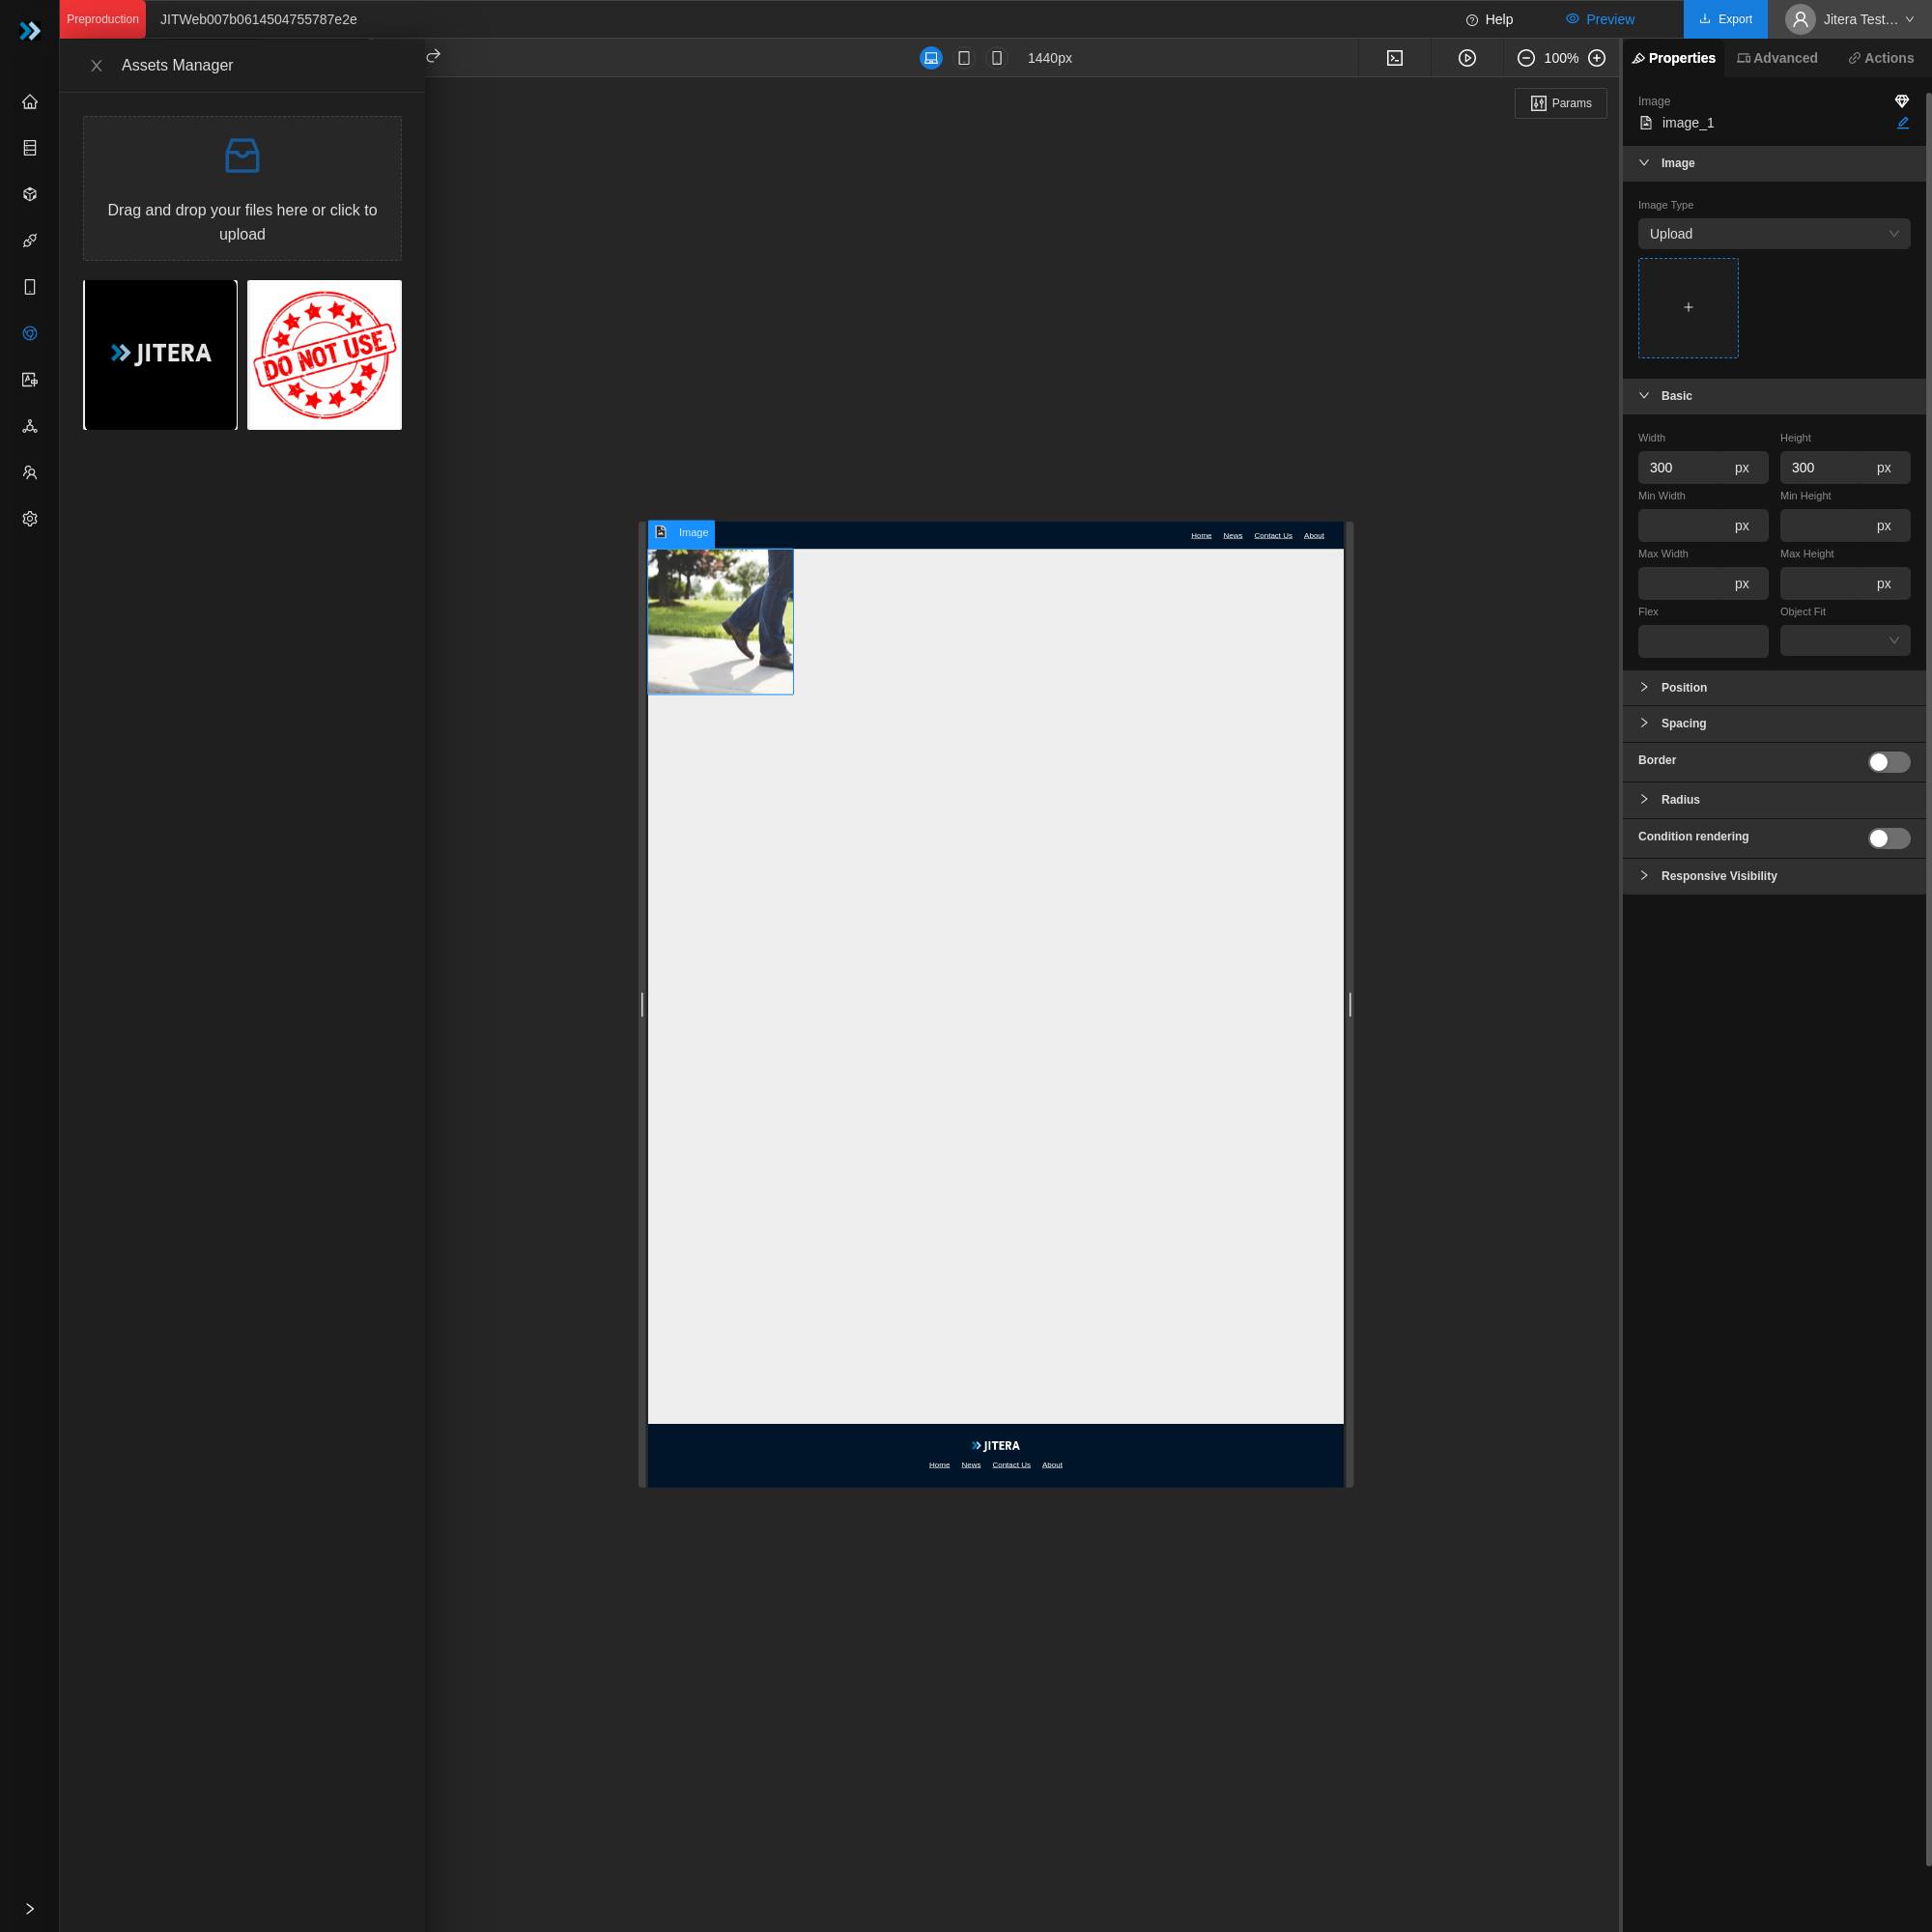 Preproduction
JITWeb007b0614504755787e2e
Help
Preview
Export
Jitera Test…
Assets Manager
1440px
100%
Properties
Advanced
Actions
Params
Drag and drop your files here or click to
upload
JITERA
DO NOT USE
Image
image_1
Image
Image Type
Upload
Basic
Width
Height
300 px
300 px
Min Width
Min Height
px
px
Max Width
Max Height
px
px
Flex
Object Fit
Position
Spacing
Border
Radius
Condition rendering
Responsive Visibility
Image
Home News Contact Us About
JITERA
Home News Contact Us About